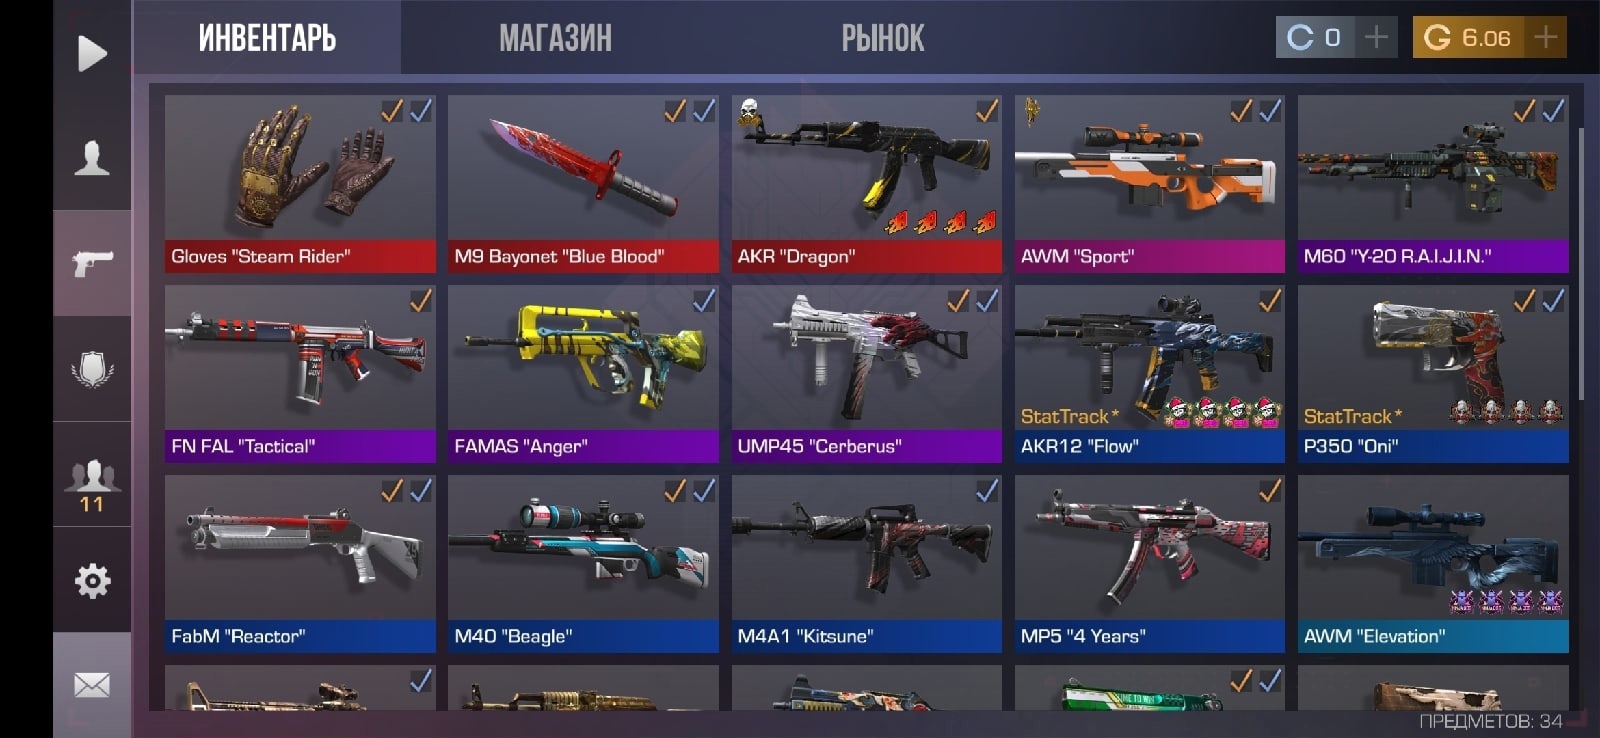 ИНВЕНТАРЬ
МАГАЗИН
РЫНОК
0
6.06
Gloves "Steam Rider"
M9 Bayonet "Blue Blood"
AKR "Dragon"
AWM "Sport"
M60 "Y-20 R.A.I.J.I.N."
FN FAL "Tactical"
FAMAS "Anger"
UMP45 "Cerberus"
StatTrack*
AKR12 "Flow"
StatTrack*
P350 "Oni"
11
FabM "Reactor"
M40 "Beagle"
M4A1 "Kitsune"
MP5 "4 Years"
AWM "Elevation"
ПРЕДМЕТОВ: 34